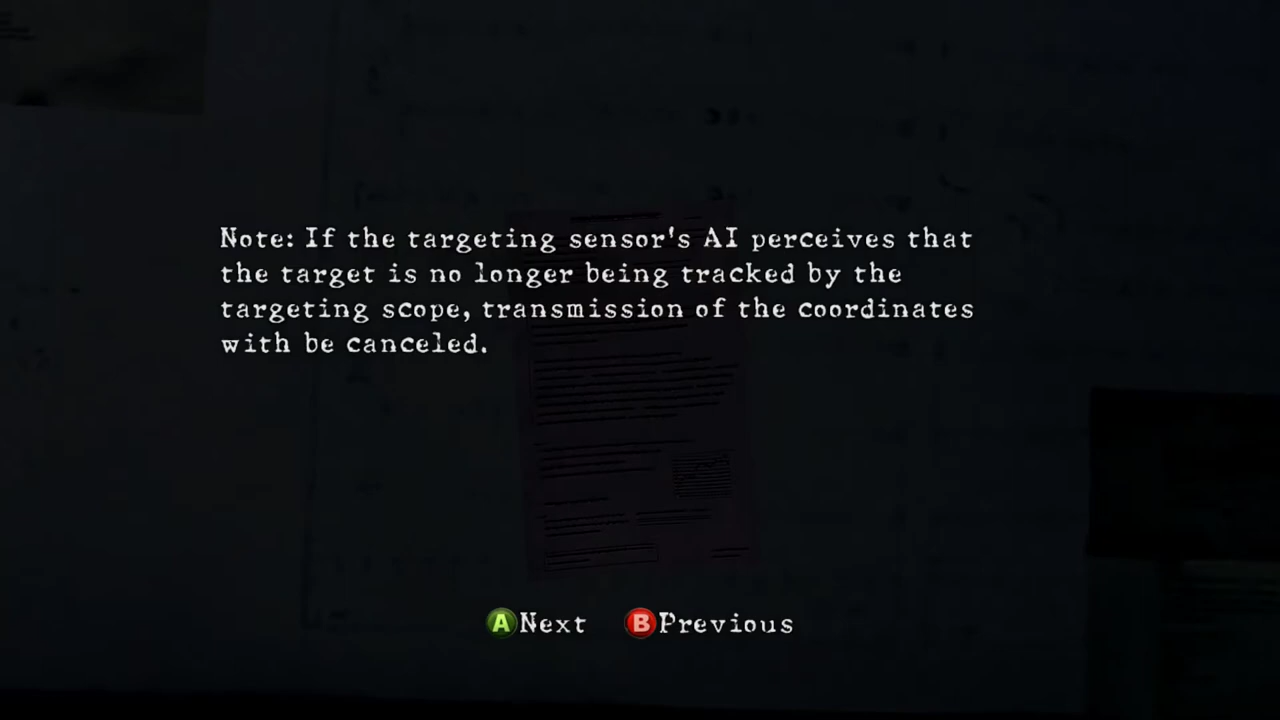 Note: If the targeting sensor's AI perceives that
the target is no longer being tracked by the
targeting scope, transmission of the coordinates
with be canceled.
A Next B Previous